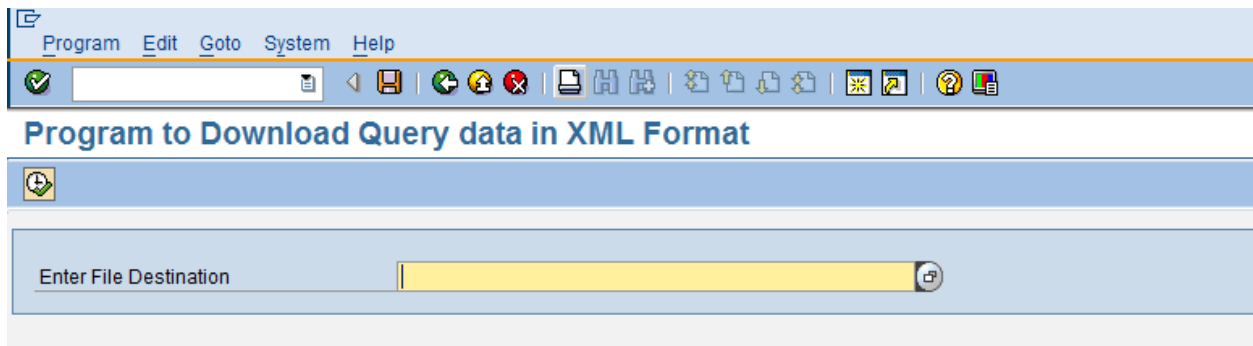 Program Edit Goto System Help
Program to Download Query data in XML Format
Enter File Destination